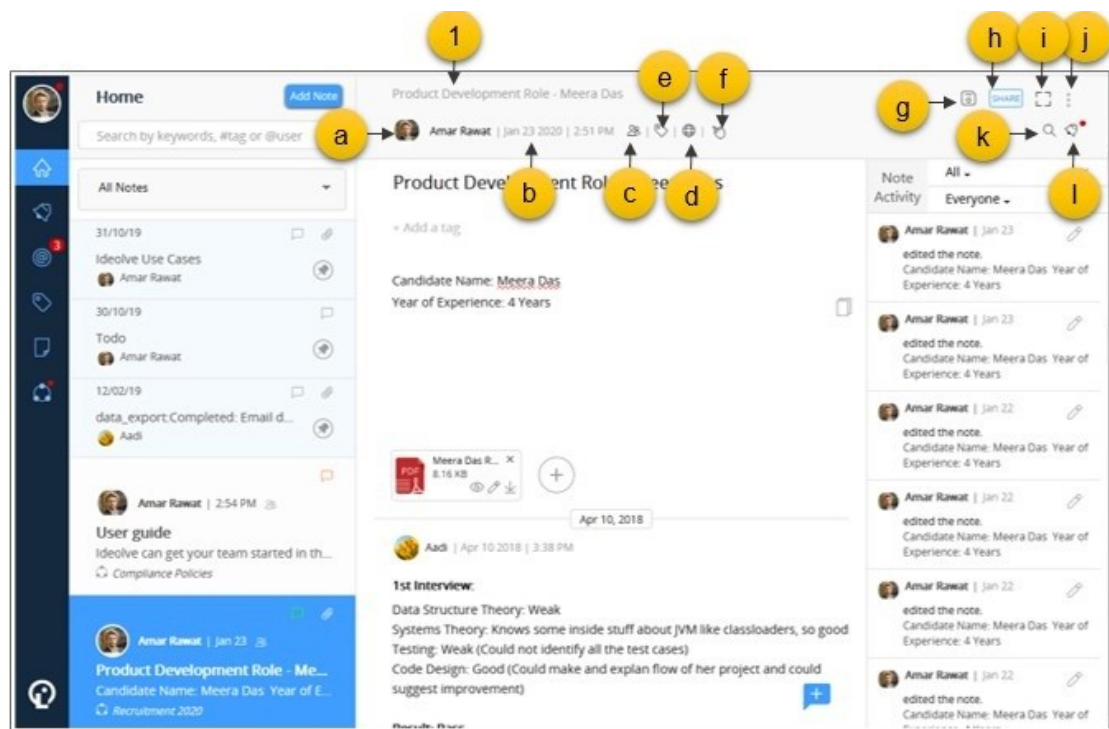 1
h
i
j
e
f
g
a
k
b
c
d
l
Home
Add Note
Search by keywords, #tag or @user
All Notes
31/10/19
Ideolve Use Cases
Amar Rawat
30/10/19
Todo
Amar Rawat
12/02/19
data_export:Completed: Email d...
Aadi
Amar Rawat | 2:54 PM
User guide
Ideolve can get your team started in th...
Compliance Policies
Amar Rawat | Jan 23
Product Development Role - Me...
Candidate Name: Meera Das Year of E...
Recruitment 2020
3
Product Development Role - Meera Das
Amar Rawat | Jan 23 2020 | 2:51 PM
SHARE
Product Deve
+ Add a tag
Candidate Name: Meera Das
Year of Experience: 4 Years
PDF
Meera Das R...
8.16 KB
Apr 10, 2018
Aadi | Apr 10 2018 | 3:38 PM
1st Interview:
Data Structure Theory: Weak
Systems Theory: Knows some inside stuff about JVM like classloaders, so good
Testing: Weak (Could not identify all the test cases)
Code Design: Good (Could make and explan flow of her project and could
suggest improvement)
Result: Pass
Note
Activity
All
Everyone
Amar Rawat | Jan 23
edited the note.
Candidate Name: Meera Das Year of
Experience: 4 Years
Amar Rawat | Jan 23
edited the note.
Candidate Name: Meera Das Year of
Experience: 4 Years
Amar Rawat | Jan 22
edited the note.
Candidate Name: Meera Das Year of
Experience: 4 Years
Amar Rawat | Jan 22
edited the note.
Candidate Name: Meera Das Year of
Experience: 4 Years
Amar Rawat | Jan 22
edited the note.
Candidate Name: Meera Das Year of
Experience: 4 Years
Amar Rawat | Jan 22
edited the note.
Candidate Name: Meera Das Year of